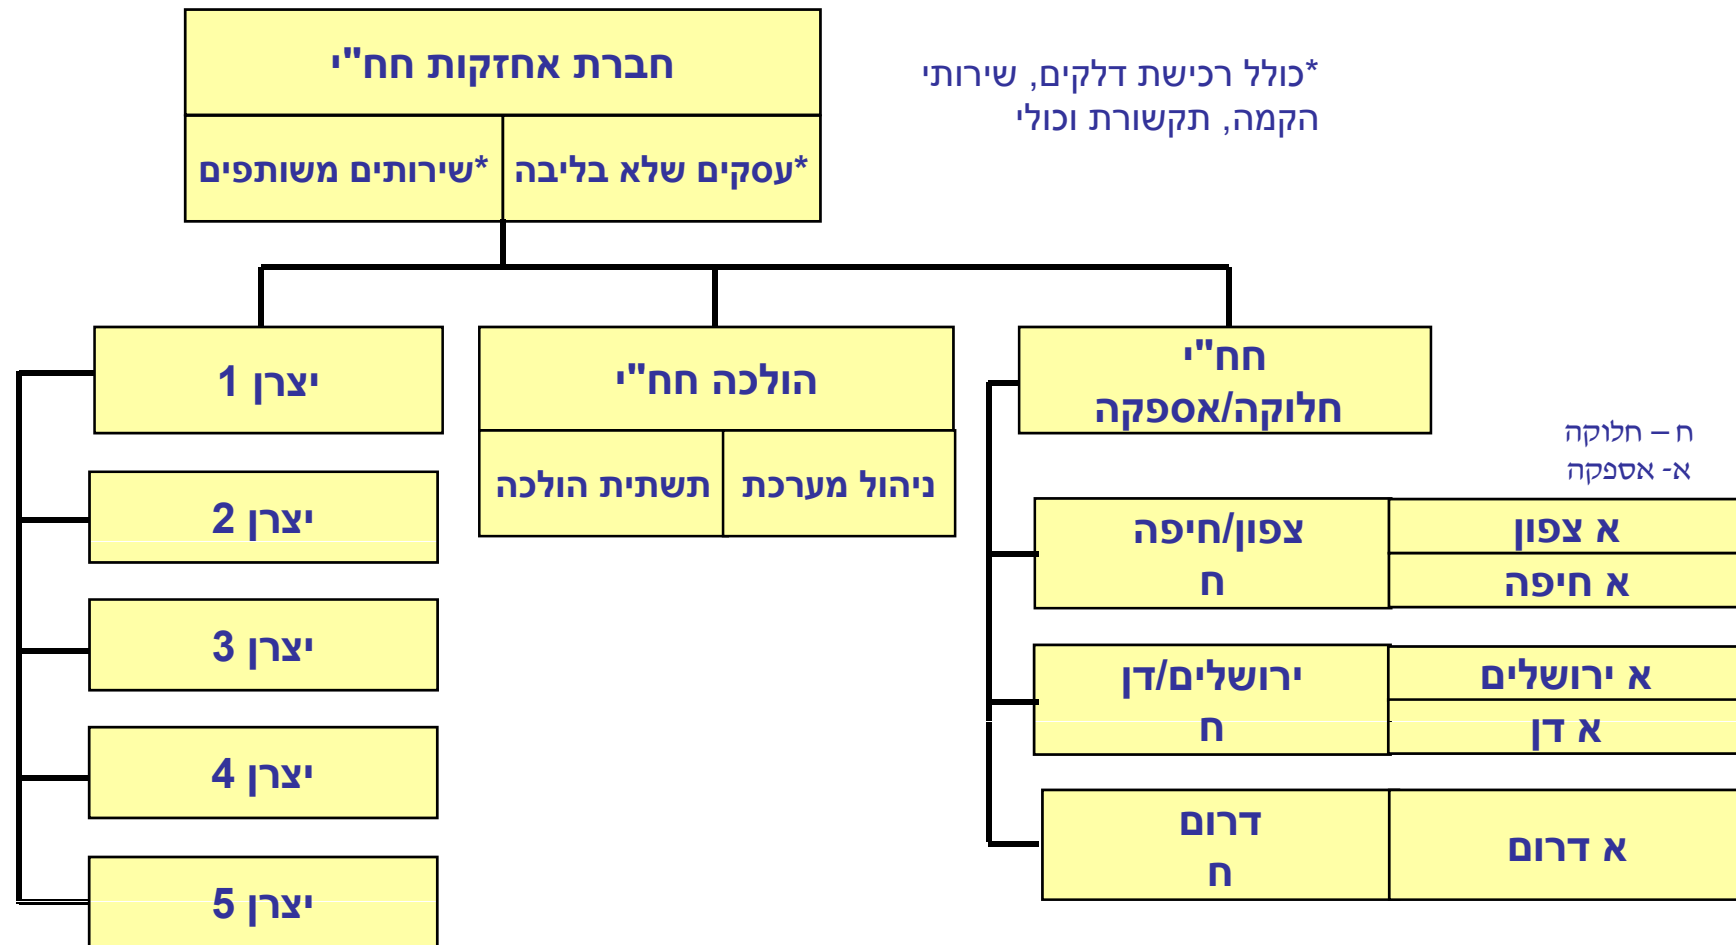 חברת אחזקות חח"י
*כולל רכישת דלקים, שירותי
הקמה, תקשורת וכולי
*עסקים שלא בליבה
*שירותים משותפים
חח"י
חלוקה/אספקה
הולכה חח"י
יצרן 1
ניהול מערכת
תשתית הולכה
ח – חלוקה
א- אספקה
א צפון
א חיפה
צפון/חיפה
ח
א ירושלים
א דן
ירושלים/דן
ח
א דרום
דרום
ח
יצרן 2
יצרן 3
יצרן 4
יצרן 5